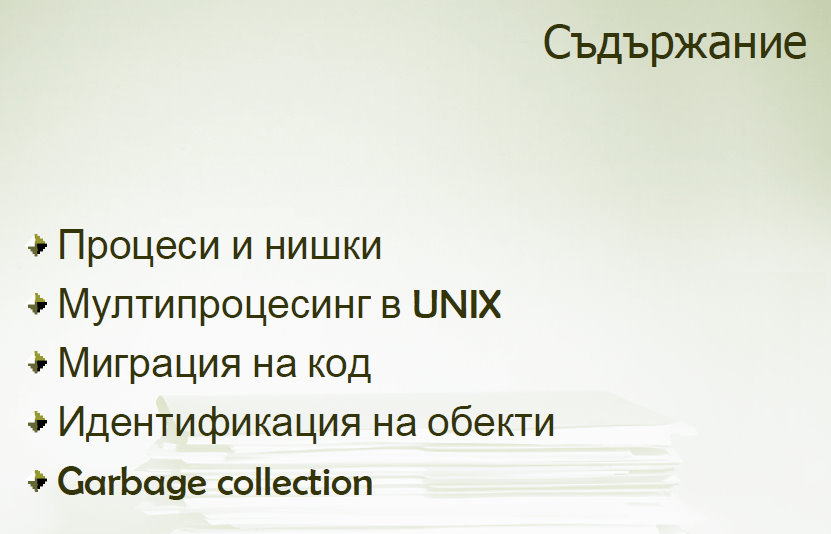 Съдържание
Процеси и нишки
Мултипроцесинг в UNIX
Миграция на код
Идентификация на обекти
Garbage collection